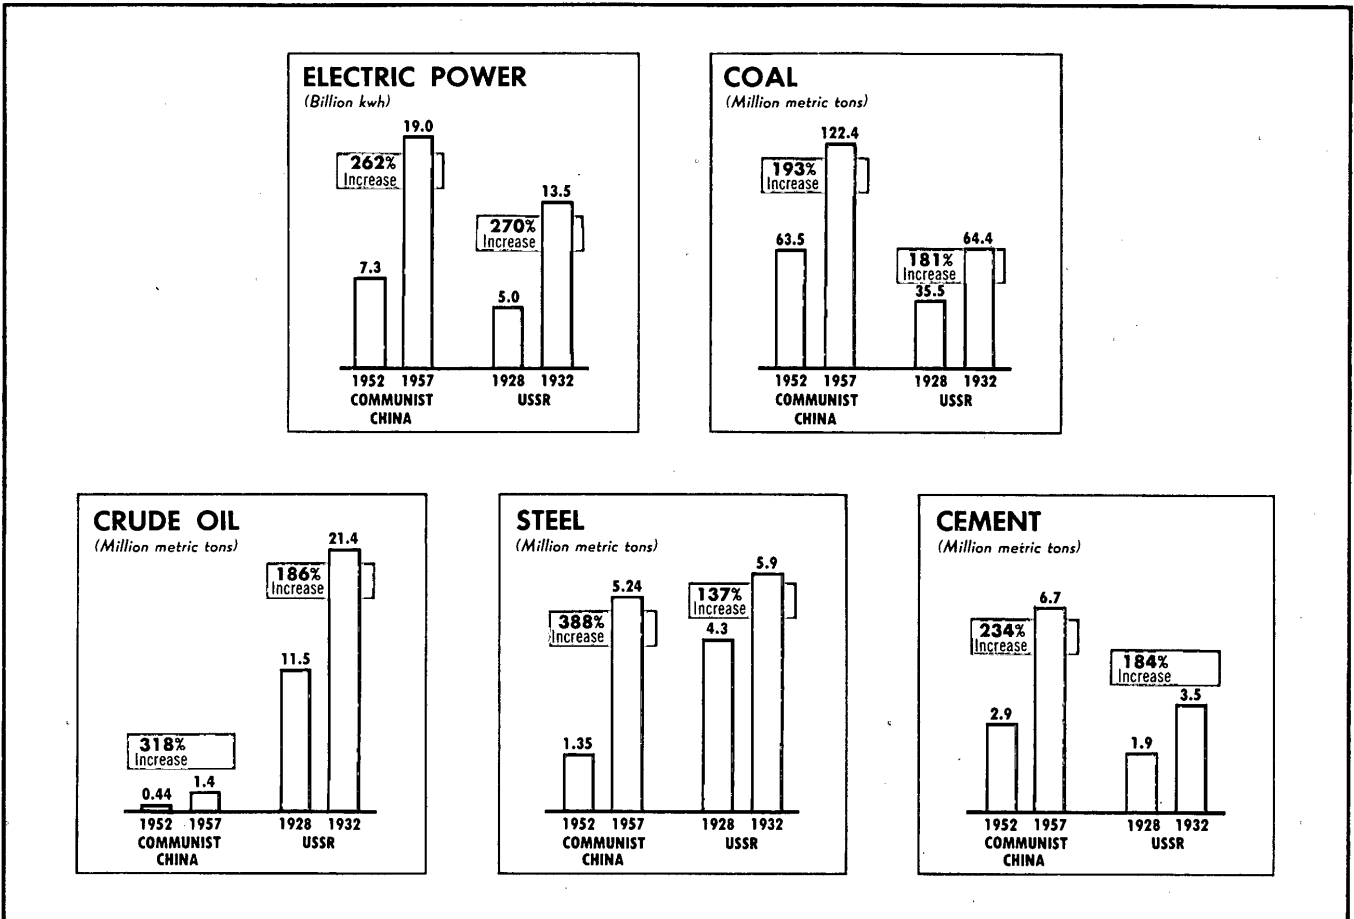 ELECTRIC POWER
(Billion kwh)
19.0
262%
Increase
13.5
270%
Increase
7.3
5.0
1952 1957 1928 1932
COMMUNIST CHINA USSR
COAL
(Million metric tons)
122.4
193%
Increase
63.5
64.4
181%
Increase
35.5
1952 1957 1928 1932
COMMUNIST CHINA USSR
CRUDE OIL
(Million metric tons)
21.4
186%
Increase
11.5
318%
Increase
0.44
1.4
1952 1957 1928 1932
COMMUNIST CHINA USSR
STEEL
(Million metric tons)
5.9
5.24
137%
Increase
388%
Increase
4.3
1.35
1952 1957 1928 1932
COMMUNIST CHINA USSR
CEMENT
(Million metric tons)
6.7
234%
Increase
184%
Increase
3.5
2.9
1.9
1952 1957 1928 1932
COMMUNIST CHINA USSR